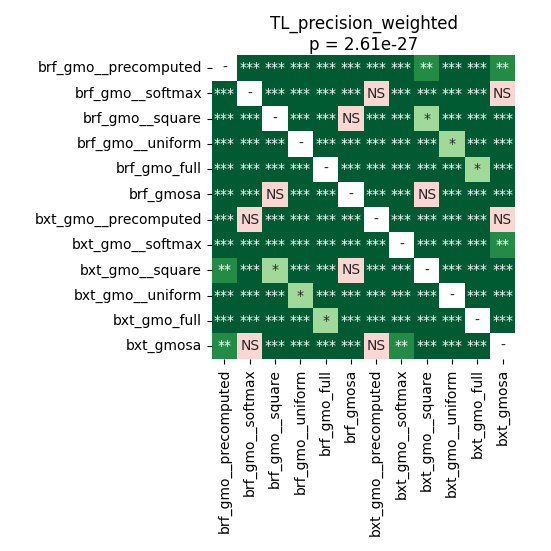 TL_precision_weighted
p = 2.61e-27
brf_gmo__precomputed - *** *** *** *** *** *** *** ** *** *** **
brf_gmo__softmax *** - *** *** *** *** NS *** *** *** *** NS
brf_gmo__square *** *** - *** *** NS *** *** * *** *** ***
brf_gmo__uniform *** *** *** - *** *** *** *** *** * *** ***
brf_gmo_full *** *** *** *** - *** *** *** *** *** * ***
brf_gmosa *** *** NS *** *** - *** *** NS *** *** ***
bxt_gmo__precomputed *** NS *** *** *** *** - *** *** *** *** NS
bxt_gmo__softmax *** *** *** *** *** *** *** - *** *** *** **
bxt_gmo__square ** *** * *** *** NS *** *** - *** *** ***
bxt_gmo__uniform *** *** *** * *** *** *** *** *** - *** ***
bxt_gmo_full *** *** *** *** * *** *** *** *** *** - ***
bxt_gmosa ** NS *** *** *** *** NS ** *** *** *** -
brf_gmo__precomputed
brf_gmo__softmax
brf_gmo__square
brf_gmo__uniform
brf_gmo_full
brf_gmosa
bxt_gmo__precomputed
bxt_gmo__softmax
bxt_gmo__square
bxt_gmo__uniform
bxt_gmo_full
bxt_gmosa